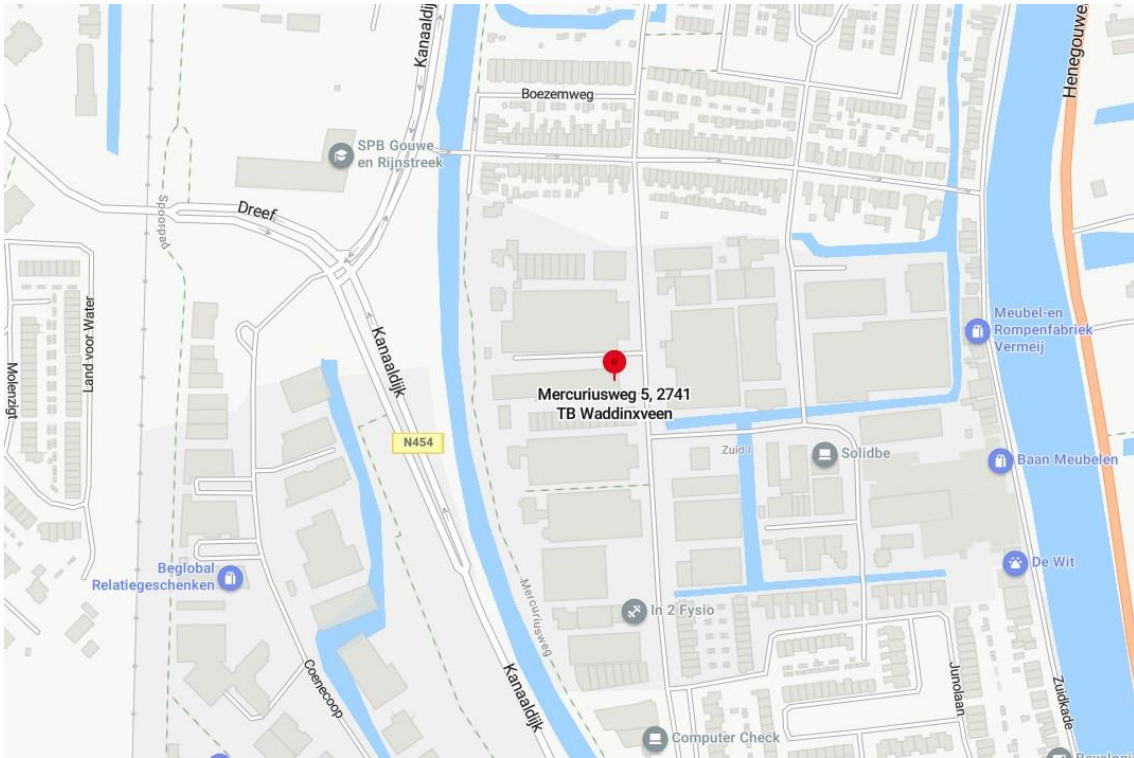 Kanaaldijk
Henegouwe
Boezemweg
SPB Gouwe
en Rijnstreek
Spoorpad
Dreef
Land voor Water
Molenzigt
Kanaaldijk
Meubel-en
Rompenfabriek
Vermeij
Mercuriusweg 5, 2741
TB Waddinxveen
N454
Zuid I
Solidbe
Baan Meubelen
Beglobal
Relatiegeschenken
De Wit
Mercuriusweg
In 2 Fysio
Coenecoop
Kanaaldijk
Junolaan
Zuidkade
Computer Check